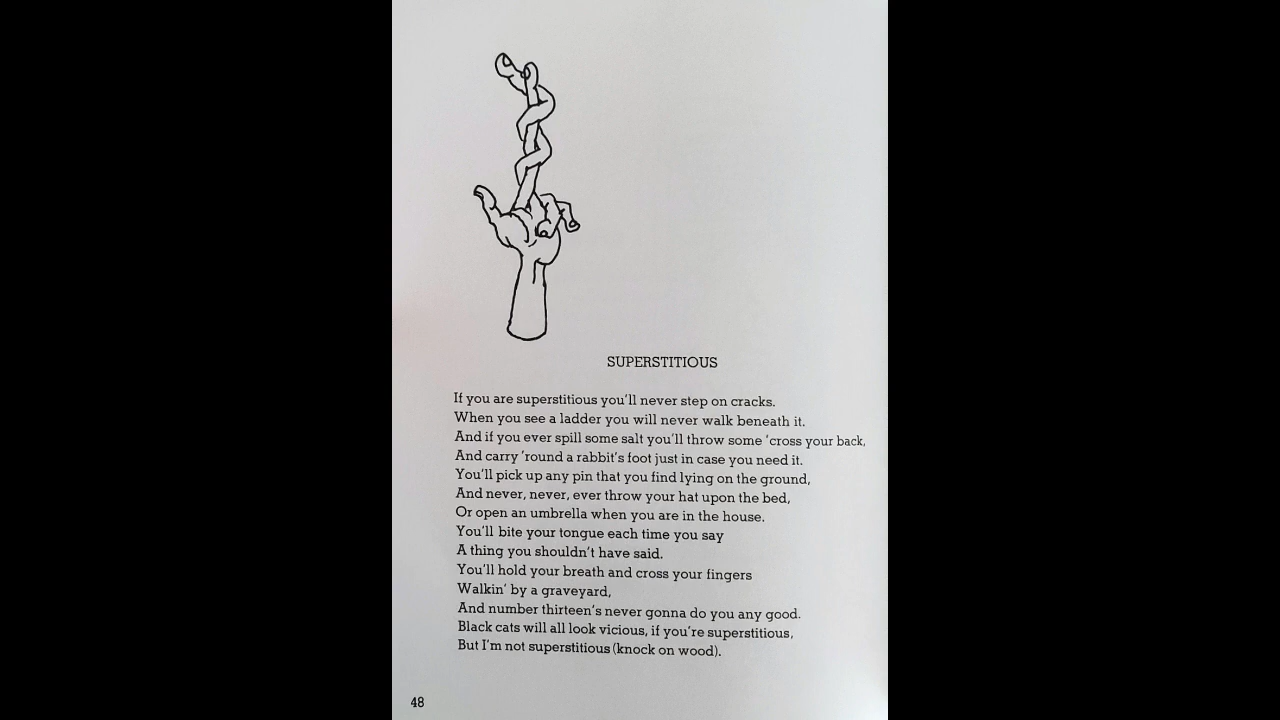 SUPERSTITIOUS
If you are superstitious you'll never step on cracks.
When you see a ladder you will never walk beneath it.
And if you ever spill some salt you'll throw some 'cross your back,
And carry 'round a rabbit's foot just in case you need it.
You'll pick up any pin that you find lying on the ground,
And never, never, ever throw your hat upon the bed,
Or open an umbrella when you are in the house.
You'll bite your tongue each time you say
A thing you shouldn't have said.
You'll hold your breath and cross your fingers
Walkin' by a graveyard,
And number thirteen's never gonna do you any good.
Black cats will all look vicious, if you're superstitious,
But I'm not superstitious (knock on wood).
48